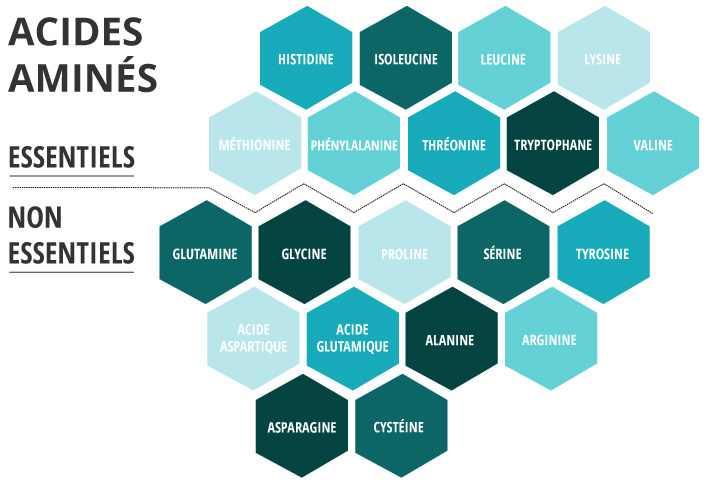 ACIDES
AMINÉS
HISTIDINE
ISOLEUCINE
LEUCINE
LYSINE
MÉTHIONINE
PHÉNYLALANINE
THRÉONINE
TRYPTOPHANE
VALINE
ESSENTIELS
NON
ESSENTIELS
GLUTAMINE
GLYCINE
PROLINE
SÉRINE
TYROSINE
ACIDE
ASPARTIQUE
ACIDE
GLUTAMIQUE
ALANINE
ARGININE
ASPARAGINE
CYSTÉINE